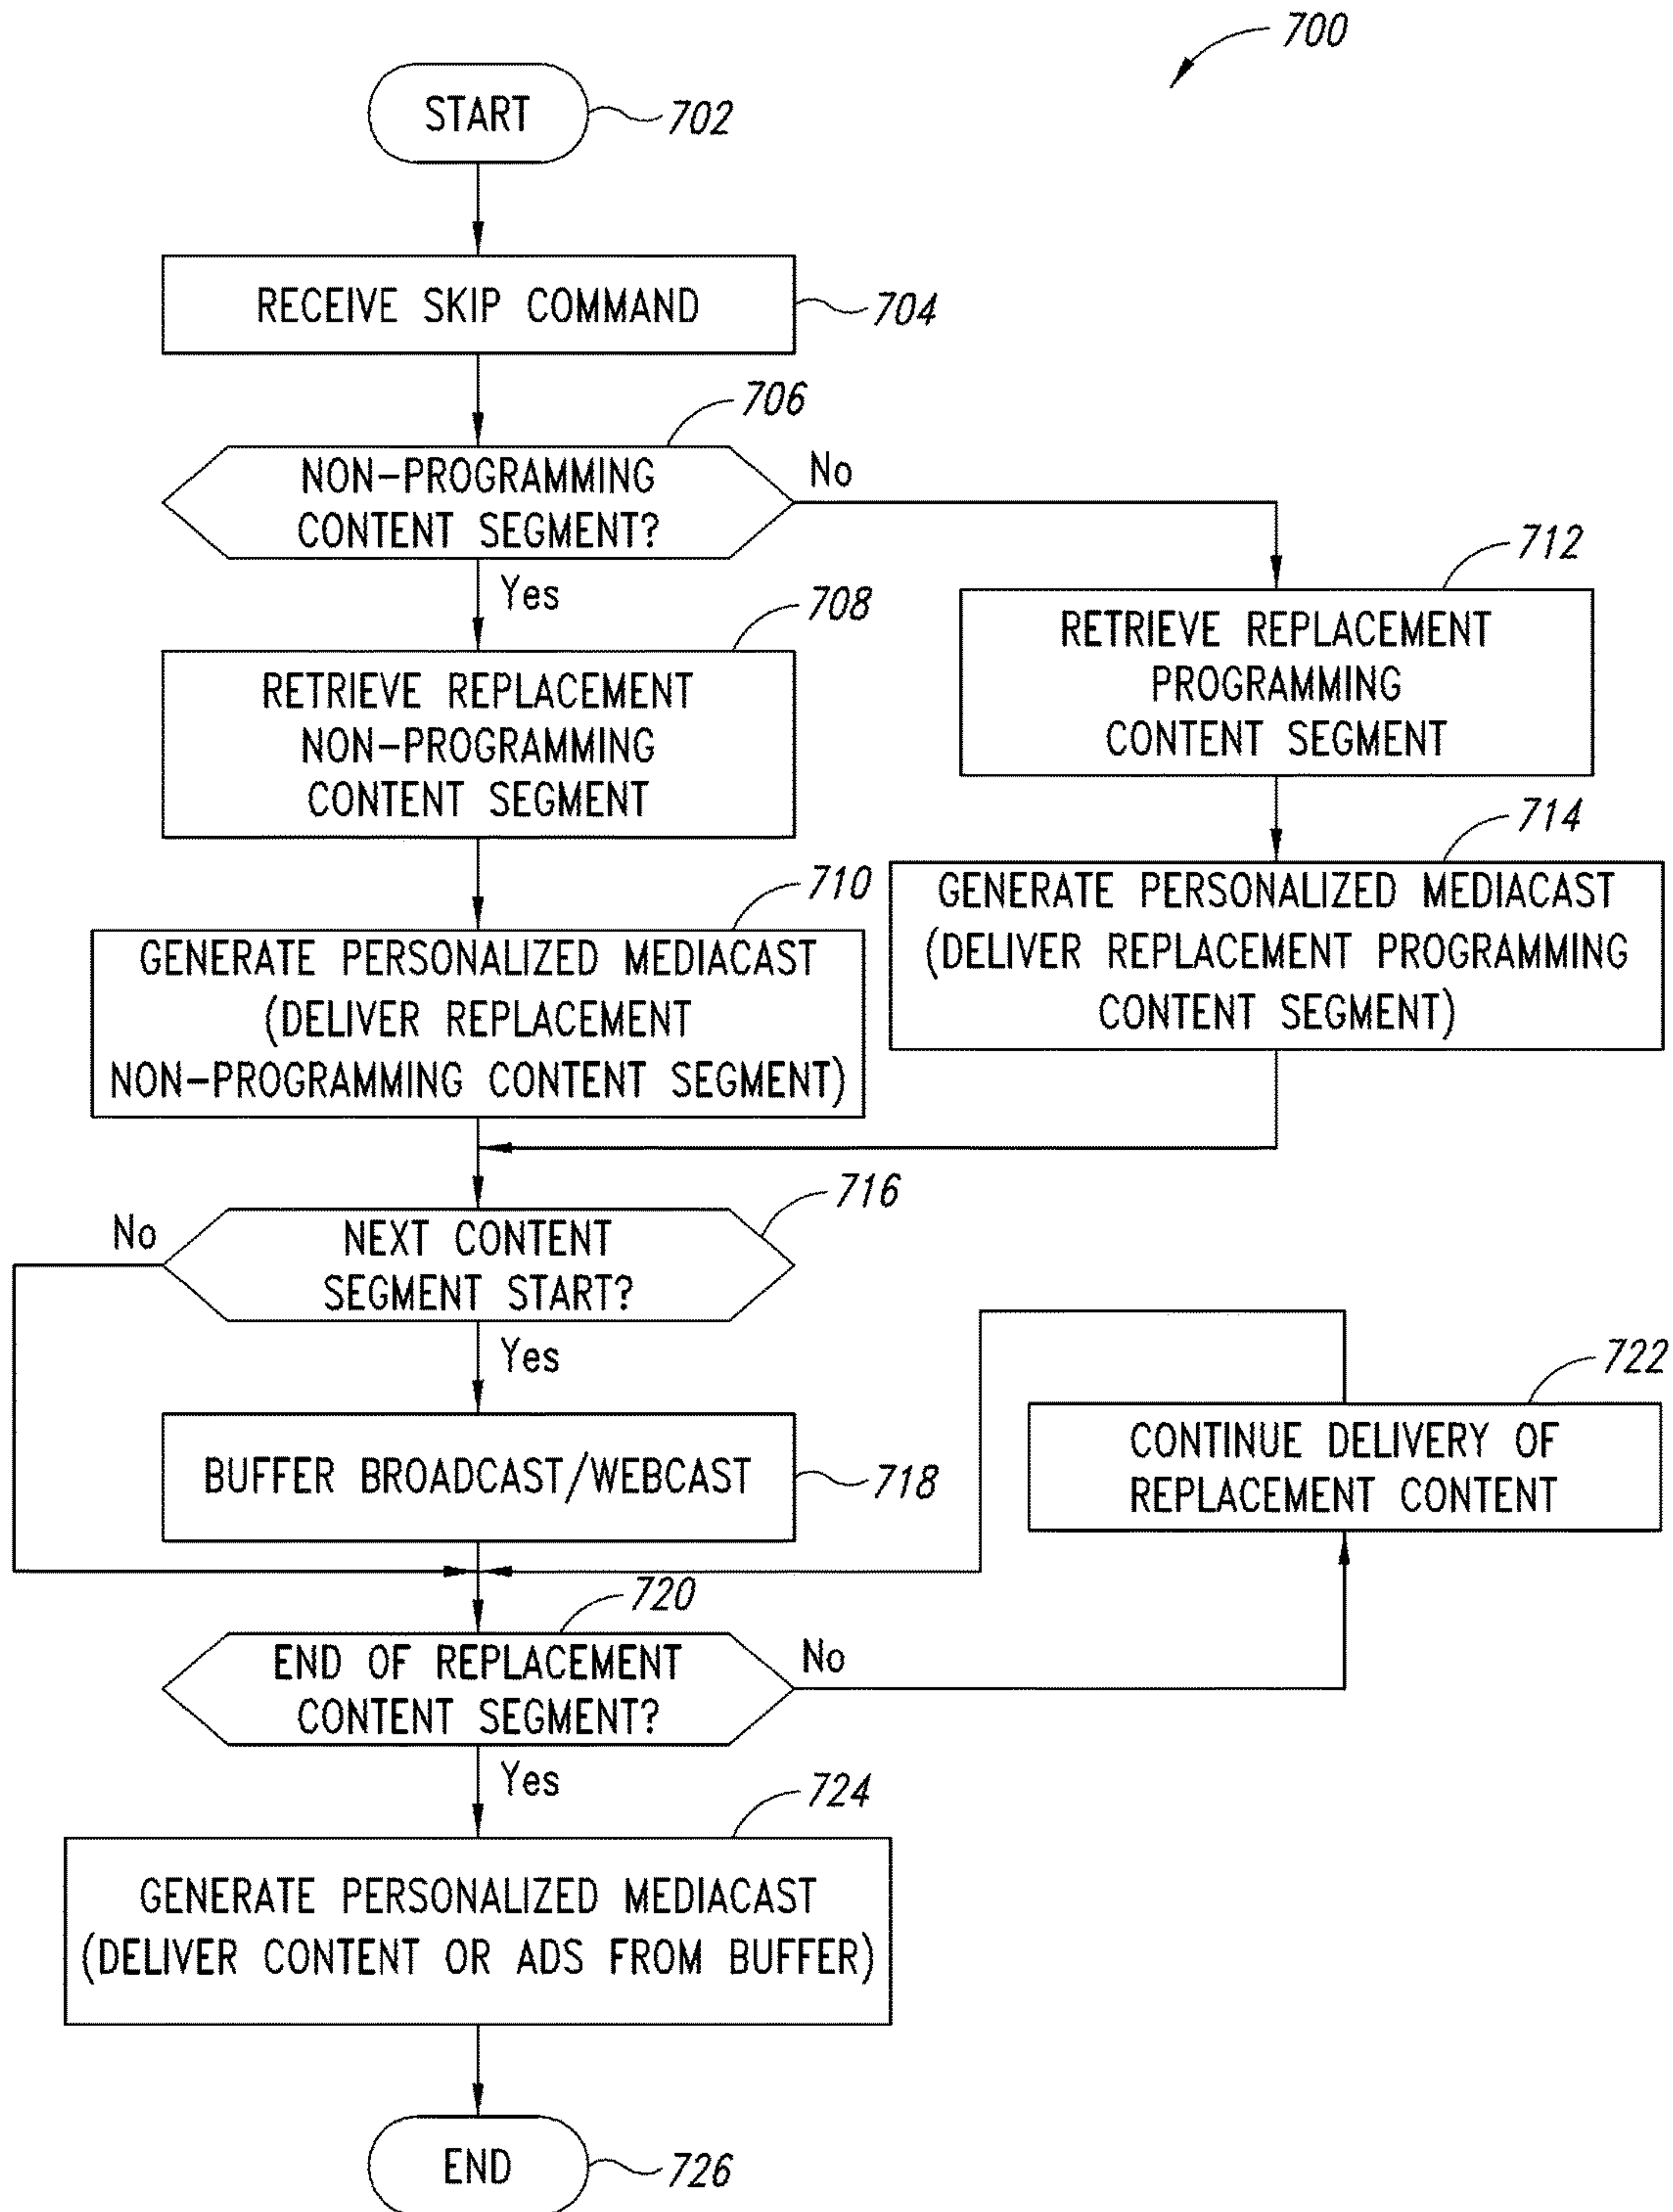 700
START
702
RECEIVE SKIP COMMAND
704
706
NON-PROGRAMMING
CONTENT SEGMENT?
No
Yes
708
RETRIEVE REPLACEMENT
NON-PROGRAMMING
CONTENT SEGMENT
712
RETRIEVE REPLACEMENT
PROGRAMMING
CONTENT SEGMENT
710
GENERATE PERSONALIZED MEDIACAST
(DELIVER REPLACEMENT
NON-PROGRAMMING CONTENT SEGMENT)
714
GENERATE PERSONALIZED MEDIACAST
(DELIVER REPLACEMENT PROGRAMMING
CONTENT SEGMENT)
716
No
NEXT CONTENT
SEGMENT START?
Yes
BUFFER BROADCAST/WEBCAST
718
722
CONTINUE DELIVERY OF
REPLACEMENT CONTENT
720
END OF REPLACEMENT
CONTENT SEGMENT?
No
Yes
724
GENERATE PERSONALIZED MEDIACAST
(DELIVER CONTENT OR ADS FROM BUFFER)
END
726